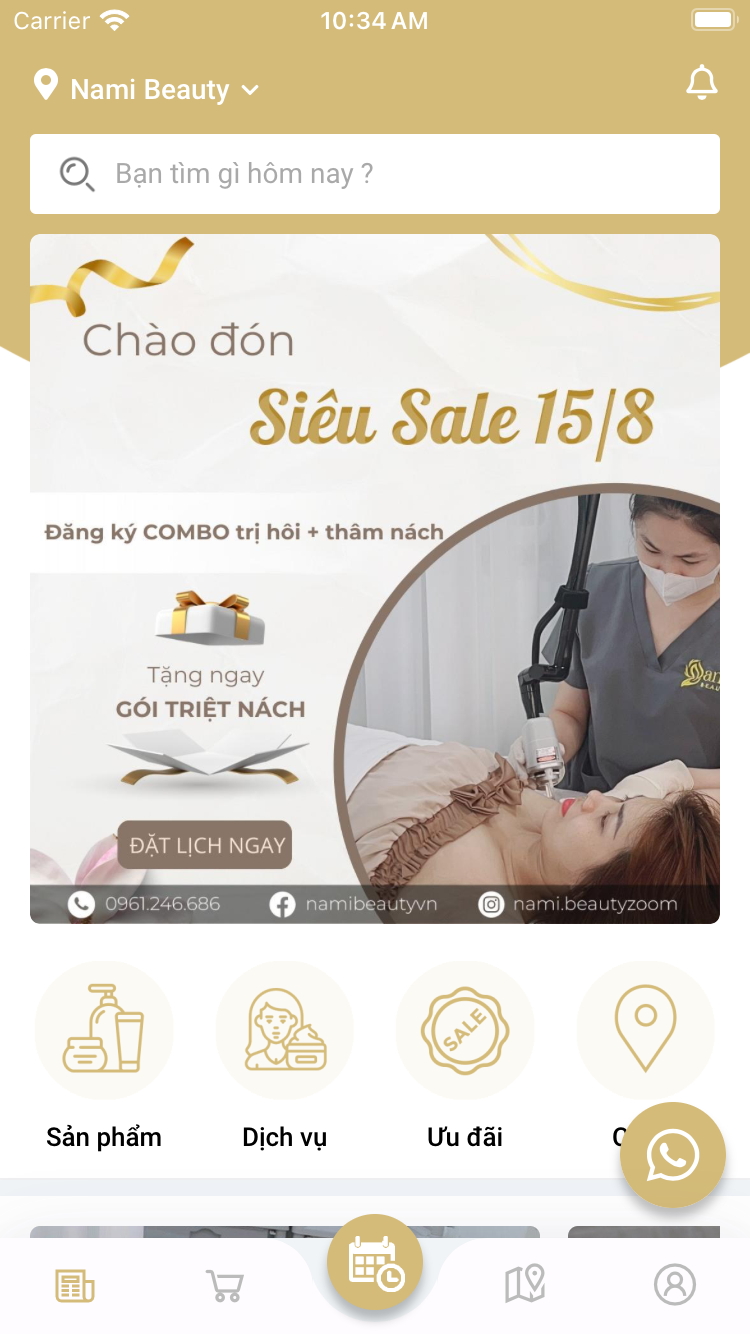 Carrier 10:34 AM
Nami Beauty
Bạn tìm gì hôm nay ?
Chào đón
Siêu Sale 15/8
Đăng ký COMBO trị hôi + thâm nách
Tặng ngay
GÓI TRIỆT NÁCH
ĐẶT LỊCH NGAY
0961.246.686 namibeautyvn nami.beautyzoom
SALE
Sản phẩm Dịch vụ Ưu đãi